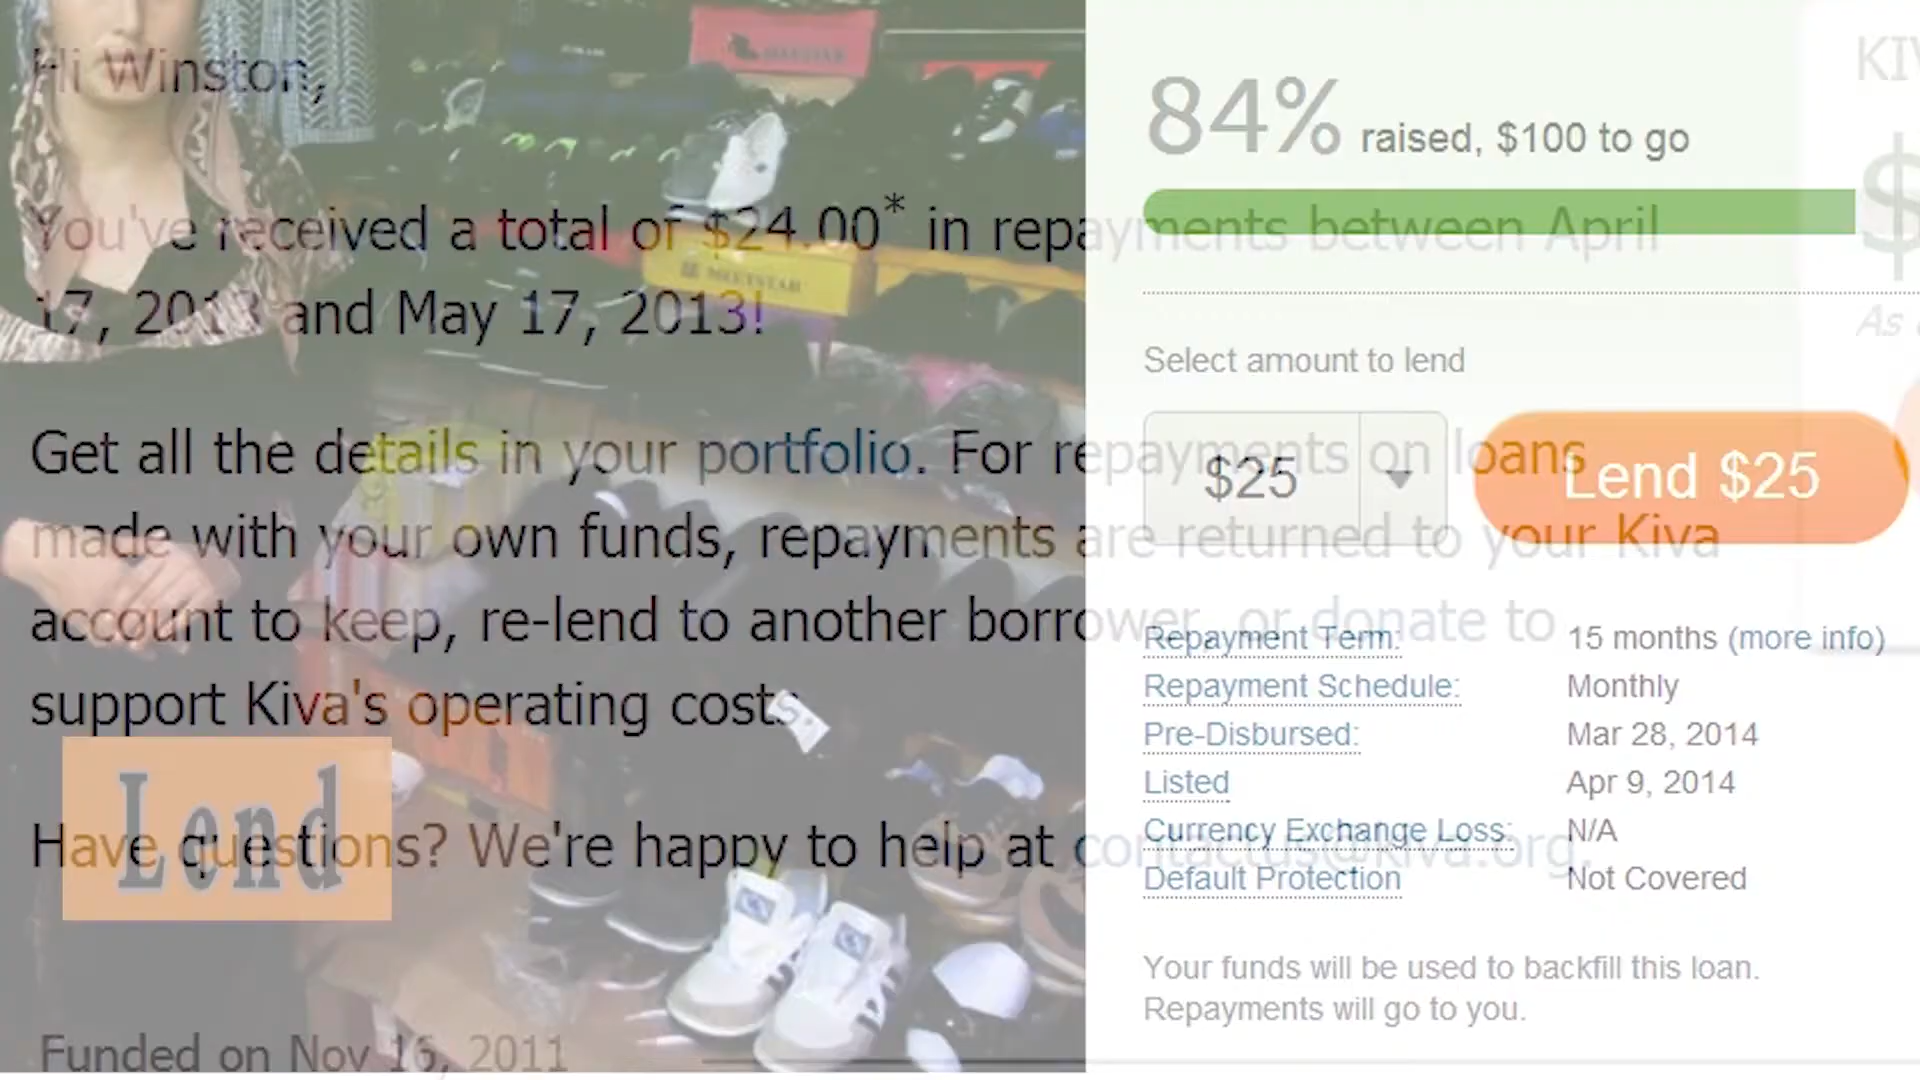 Hi Winston,
You've received a total of $24.00* in repayments between April
17, 2013 and May 17, 2013!
Get all the details in your portfolio. For repayments on loans
made with your own funds, repayments are returned to your Kiva
account to keep, re-lend to another borrower, or donate to
support Kiva's operating costs.
Lend
Have questions? We're happy to help at contactus@kiva.org.
Funded on Nov 16, 2011
84% raised, $100 to go
Select amount to lend
$25
Lend $25
Repayment Term: 15 months (more info)
Repayment Schedule: Monthly
Pre-Disbursed: Mar 28, 2014
Listed Apr 9, 2014
Currency Exchange Loss: N/A
Default Protection Not Covered
Your funds will be used to backfill this loan.
Repayments will go to you.
$
As